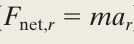 (F_net,r = ma_r